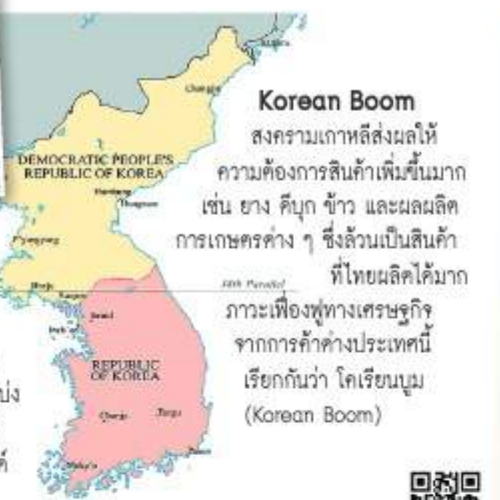 Korean Boom
สงครามเกาหลีส่งผลให้
ความต้องการสินค้าเพิ่มขึ้นมาก
เช่น ยาง ดีบุก ข้าว และผลผลิต
การเกษตรต่าง ๆ ซึ่งล้วนเป็นสินค้า
ที่ไทยผลิตได้มาก
ภาวะเฟื่องฟูทางเศรษฐกิจ
จากการค้าต่างประเทศนี้
เรียกกันว่า โคเรียนบูม
(Korean Boom)
DEMOCRATIC PEOPLE'S
REPUBLIC OF KOREA
P'yongyang
38th Parallel
Seoul
REPUBLIC
OF KOREA
Taegu